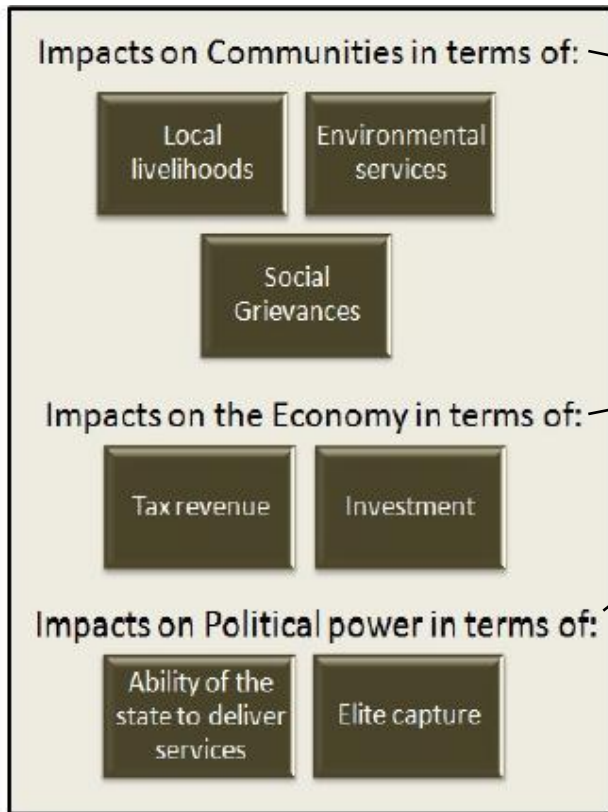 Impacts on Communities in terms of:
Local
livelihoods
Environmental
services
Social
Grievances
Impacts on the Economy in terms of:
Tax revenue
Investment
Impacts on Political power in terms of:
Ability of the
state to deliver
services
Elite capture